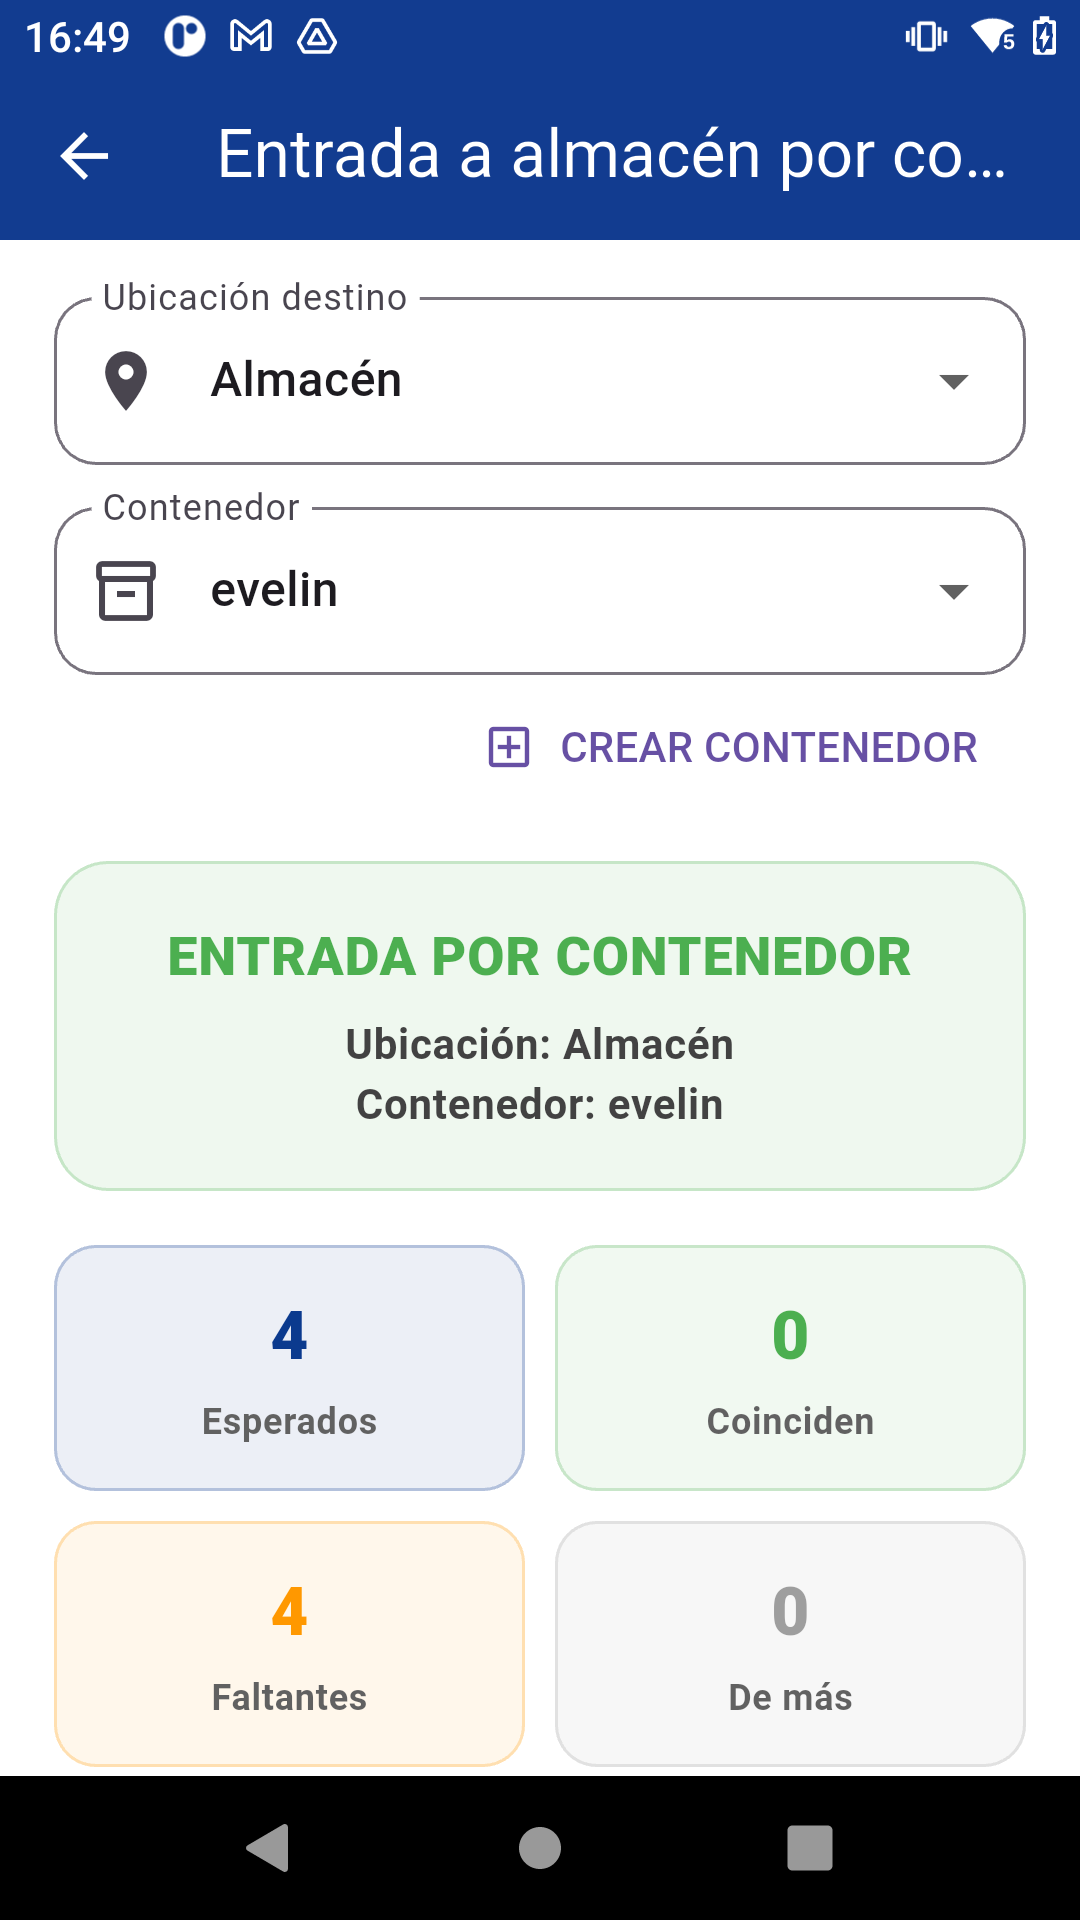 16:49
5
Entrada a almacén por co...
Ubicación destino
Almacén
Contenedor
evelin
CREAR CONTENEDOR
ENTRADA POR CONTENEDOR
Ubicación: Almacén
Contenedor: evelin
4
Esperados
0
Coinciden
4
Faltantes
0
De más